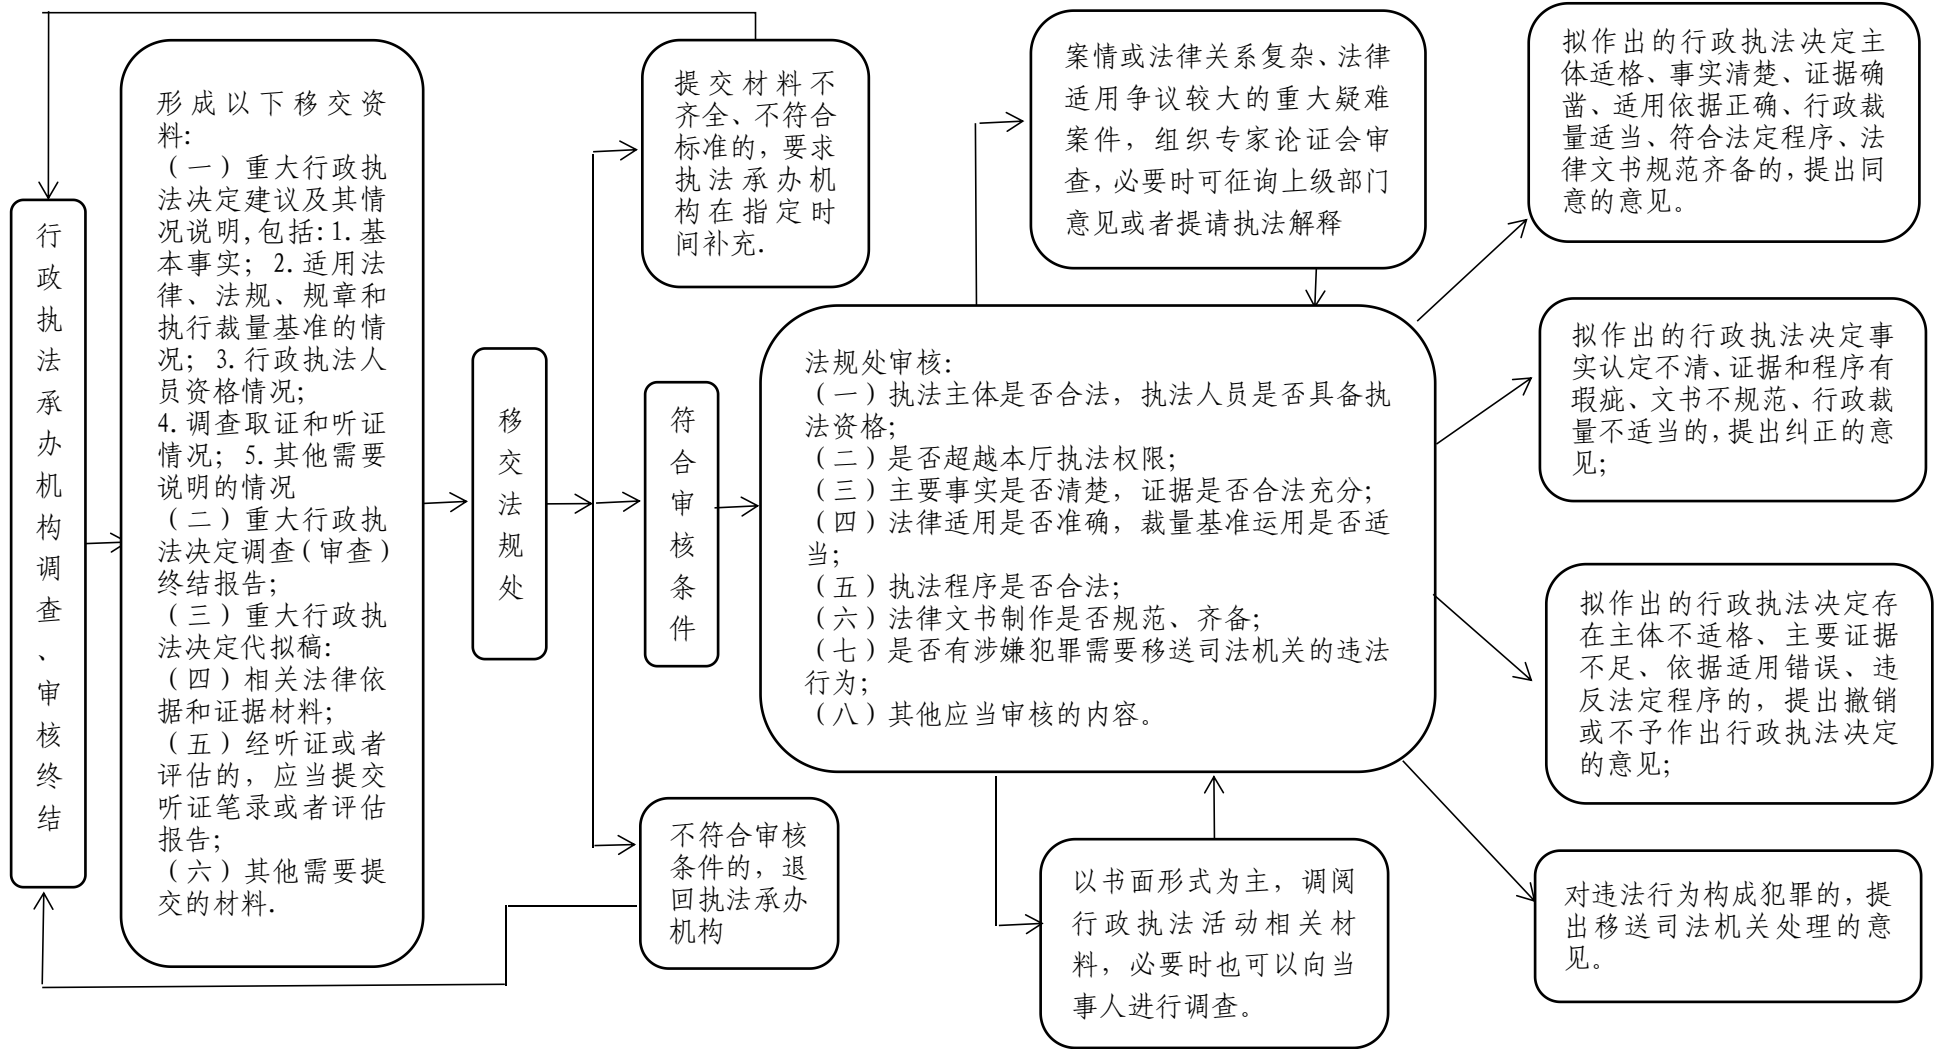 行政执法承办机构调查、审核终结
形成以下移交资
料：
（一）重大行政执
法决定建议及其情
况说明,包括：1.基
本事实；2.适用法
律、法规、规章和
执行裁量基准的情
况；3.行政执法人
员资格情况；
4.调查取证和听证
情况；5.其他需要
说明的情况
（二）重大行政执
法决定调查（审查）
终结报告；
（三）重大行政执
法决定代拟稿：
（四）相关法律依
据和证据材料；
（五）经听证或者
评估的，应当提交
听证笔录或者评估
报告；
（六）其他需要提
交的材料.
移交法规处
提交材料不
齐全、不符合
标准的，要求
执法承办机
构在指定时
间补充.
符合审核条件
不符合审核
条件的，退
回执法承办
机构
案情或法律关系复杂、法律
适用争议较大的重大疑难
案件，组织专家论证会审
查，必要时可征询上级部门
意见或者提请执法解释
法规处审核：
（一）执法主体是否合法，执法人员是否具备执
法资格；
（二）是否超越本厅执法权限；
（三）主要事实是否清楚，证据是否合法充分；
（四）法律适用是否准确，裁量基准运用是否适
当；
（五）执法程序是否合法；
（六）法律文书制作是否规范、齐备；
（七）是否有涉嫌犯罪需要移送司法机关的违法
行为；
（八）其他应当审核的内容。
以书面形式为主，调阅
行政执法活动相关材
料，必要时也可以向当
事人进行调查。
拟作出的行政执法决定主
体适格、事实清楚、证据确
凿、适用依据正确、行政裁
量适当、符合法定程序、法
律文书规范齐备的，提出同
意的意见。
拟作出的行政执法决定事
实认定不清、证据和程序有
瑕疵、文书不规范、行政裁
量不适当的，提出纠正的意
见；
拟作出的行政执法决定存
在主体不适格、主要证据
不足、依据适用错误、违
反法定程序的，提出撤销
或不予作出行政执法决定
的意见；
对违法行为构成犯罪的，提
出移送司法机关处理的意
见。